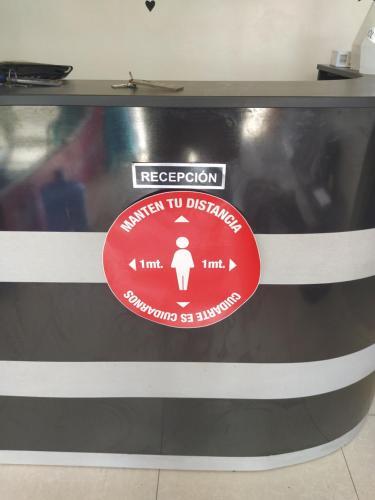 RECEPCIÓN
MANTEN TU DISTANCIA
1mt. 1mt.
CUIDARTE ES CUIDARNOS